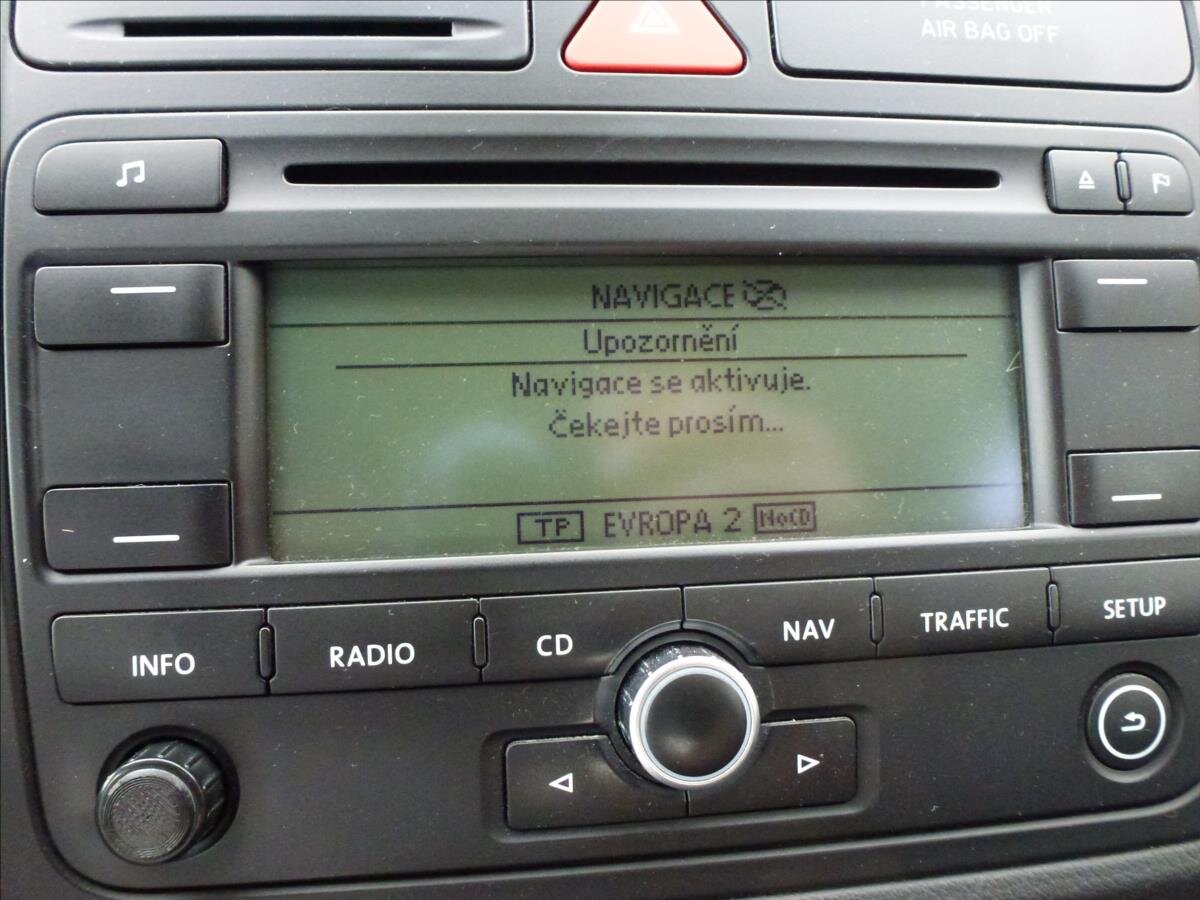 PASSENGER
AIR BAG OFF
NAVIGACE
Upozornění
Navigace se aktivuje.
Čekejte prosím...
TP EVROPA 2 NoCD
INFO RADIO CD NAV TRAFFIC SETUP